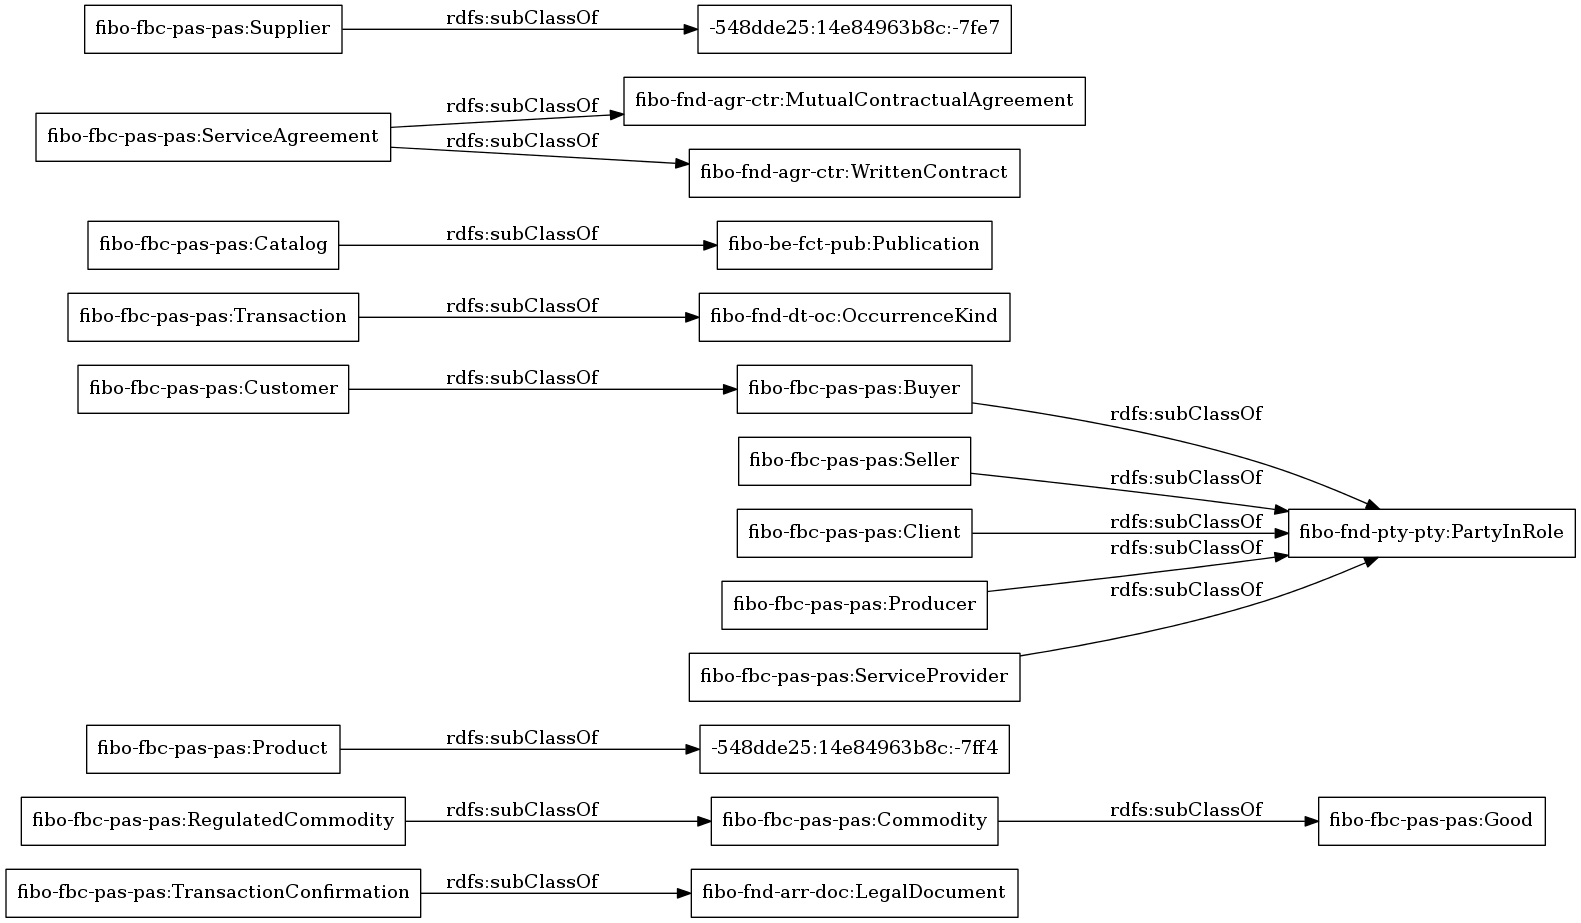 fibo-fbc-pas-pas:Supplier
rdfs:subClassOf
-548dde25:14e84963b8c:-7fe7
fibo-fbc-pas-pas:ServiceAgreement
rdfs:subClassOf
fibo-fnd-agr-ctr:MutualContractualAgreement
rdfs:subClassOf
fibo-fnd-agr-ctr:WrittenContract
fibo-fbc-pas-pas:Catalog
rdfs:subClassOf
fibo-be-fct-pub:Publication
fibo-fbc-pas-pas:Transaction
rdfs:subClassOf
fibo-fnd-dt-oc:OccurrenceKind
fibo-fbc-pas-pas:Customer
rdfs:subClassOf
fibo-fbc-pas-pas:Buyer
rdfs:subClassOf
fibo-fbc-pas-pas:Seller
rdfs:subClassOf
fibo-fbc-pas-pas:Client
rdfs:subClassOf
fibo-fnd-pty-pty:PartyInRole
rdfs:subClassOf
fibo-fbc-pas-pas:Producer
rdfs:subClassOf
fibo-fbc-pas-pas:ServiceProvider
fibo-fbc-pas-pas:Product
rdfs:subClassOf
-548dde25:14e84963b8c:-7ff4
fibo-fbc-pas-pas:RegulatedCommodity
rdfs:subClassOf
fibo-fbc-pas-pas:Commodity
rdfs:subClassOf
fibo-fbc-pas-pas:Good
fibo-fbc-pas-pas:TransactionConfirmation
rdfs:subClassOf
fibo-fnd-arr-doc:LegalDocument